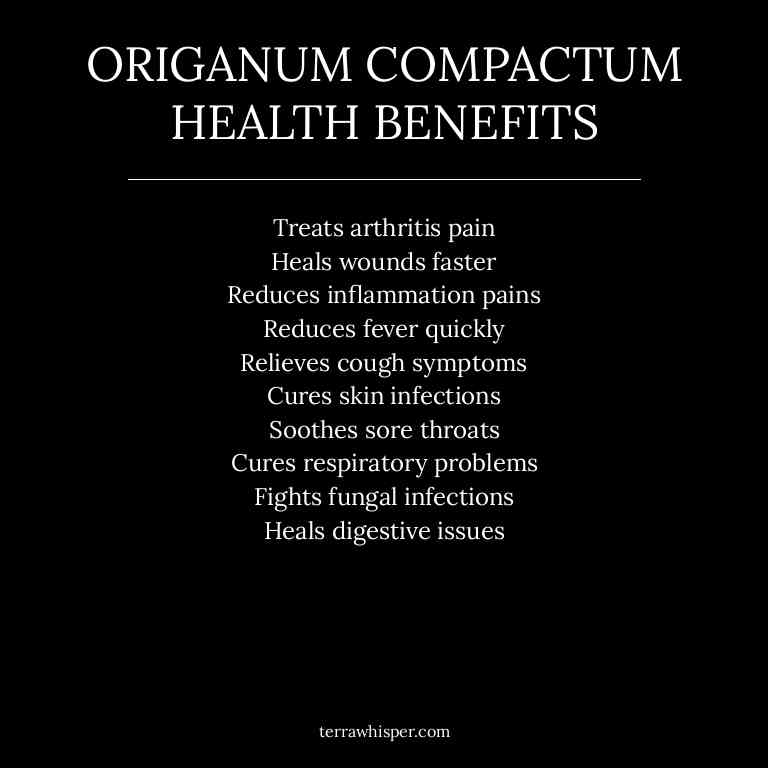 ORIGANUM COMPACTUM
HEALTH BENEFITS
Treats arthritis pain
Heals wounds faster
Reduces inflammation pains
Reduces fever quickly
Relieves cough symptoms
Cures skin infections
Soothes sore throats
Cures respiratory problems
Fights fungal infections
Heals digestive issues
terrawhisper.com